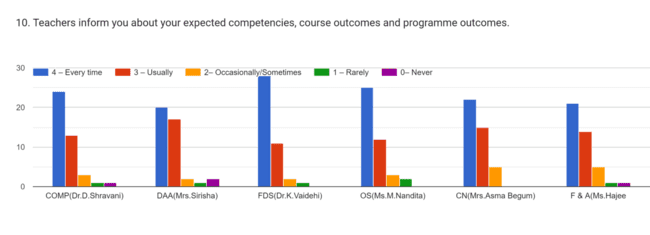 10. Teachers inform you about your expected competencies, course outcomes and programme outcomes.
30
4 – Every time 3 – Usually 2– Occasionally/Sometimes 1 – Rarely 0– Never
20
10
0
COMP(Dr.D.Shravani) DAA(Mrs.Sirisha) FDS(Dr.K.Vaidehi) OS(Ms.M.Nandita) CN(Mrs.Asma Begum) F & A(Ms.Hajee